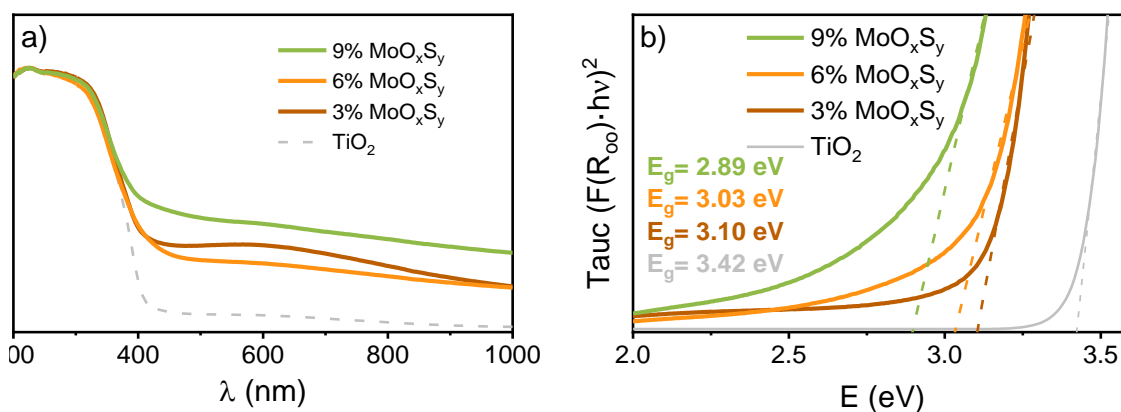 a)
9% MoOxSy
6% MoOxSy
3% MoOxSy
TiO2
00 400 600 800 1000
λ (nm)
b)
9% MoOxSy
6% MoOxSy
3% MoOxSy
TiO2
Eg= 2.89 eV
Eg= 3.03 eV
Eg= 3.10 eV
Eg= 3.42 eV
Tauc (F(Roo)·hν)²
2.0 2.5 3.0 3.5
E (eV)